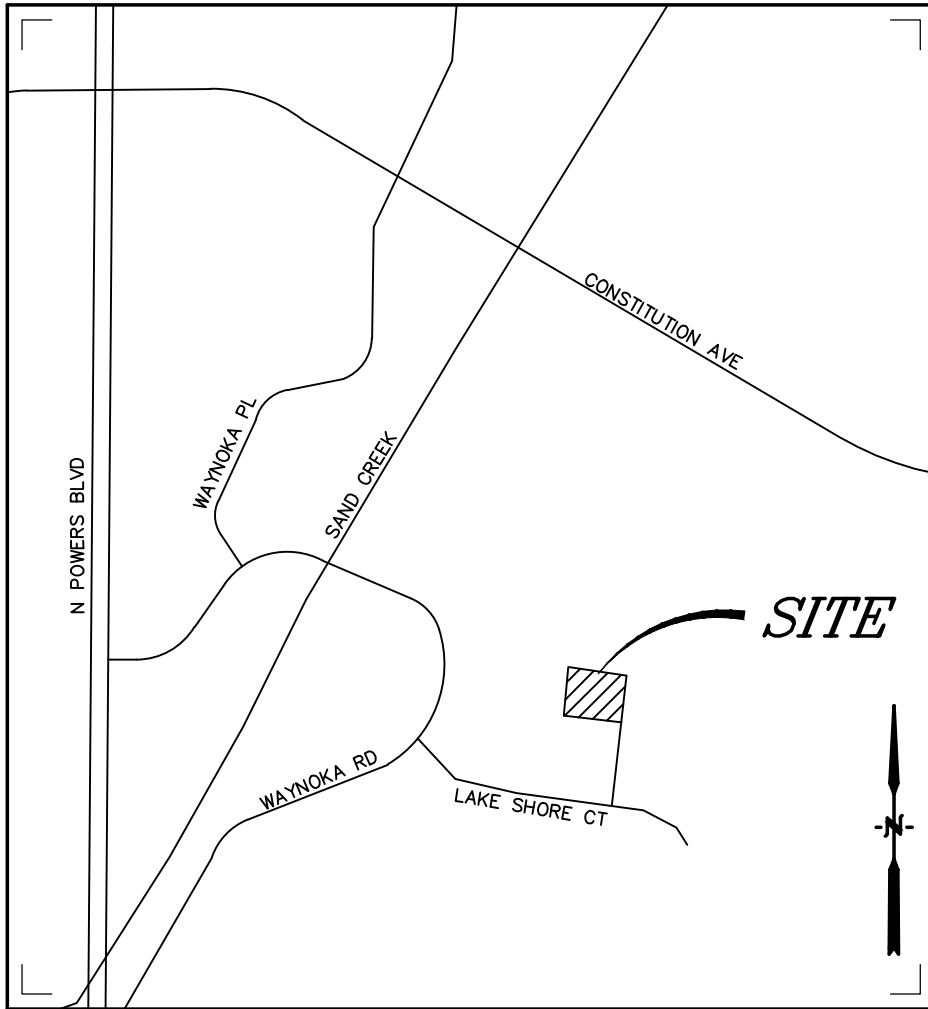 CONSTITUTION AVE
WAYNOKA PL
SAND CREEK
N POWERS BLVD
SITE
WAYNOKA RD
LAKE SHORE CT
N